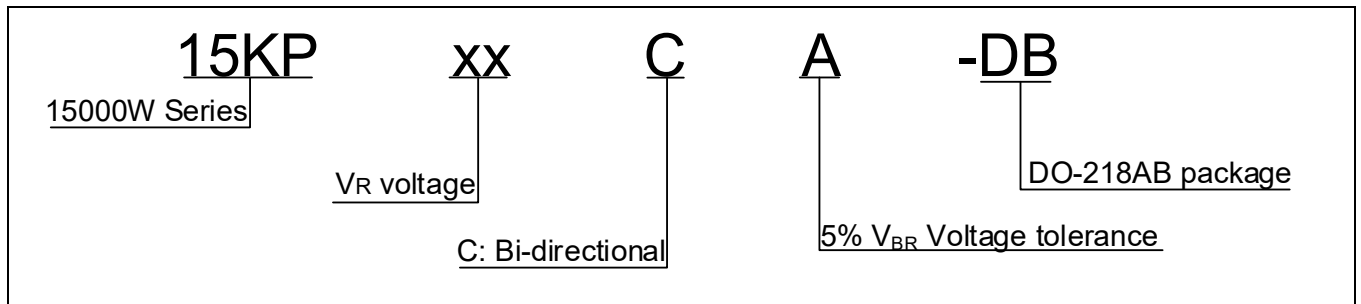 15KP xx C A -DB
15000W Series
VR voltage
DO-218AB package
C: Bi-directional
5% VBR Voltage tolerance